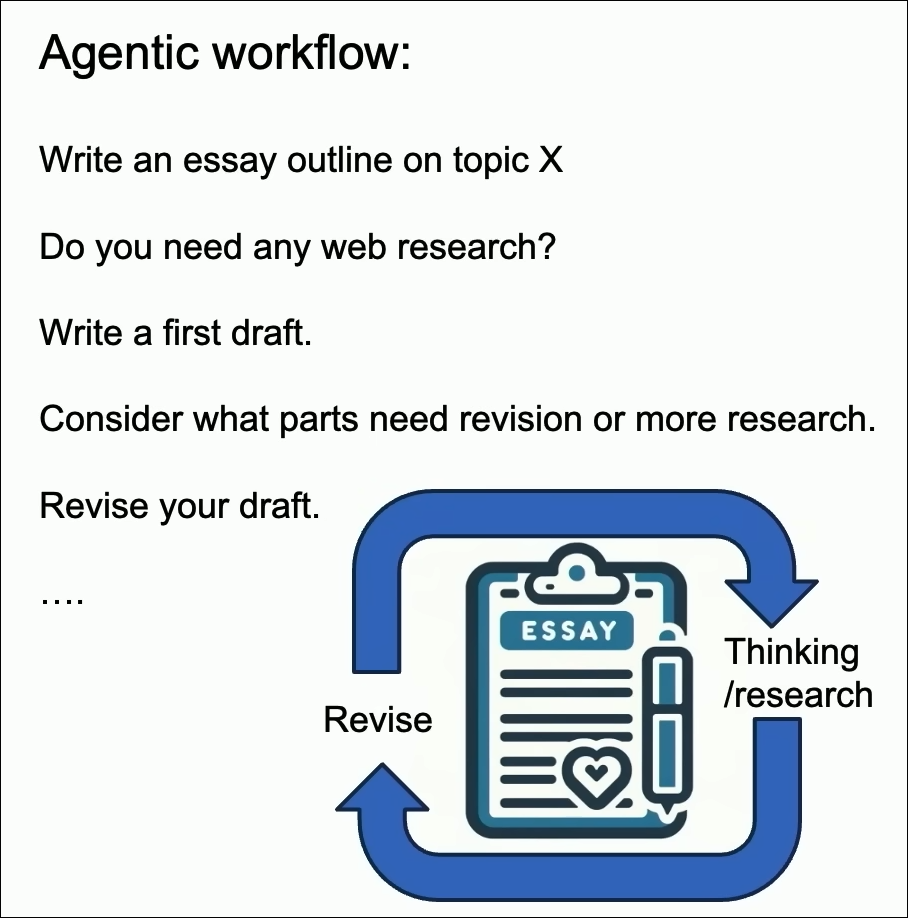 Agentic workflow:
Write an essay outline on topic X
Do you need any web research?
Write a first draft.
Consider what parts need revision or more research.
Revise your draft.
….
ESSAY
Thinking
/research
Revise